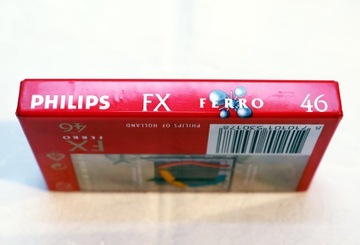 PHILIPS FX FERRO 46
PHILIPS OF HOLLAND
46
FERRO
FX